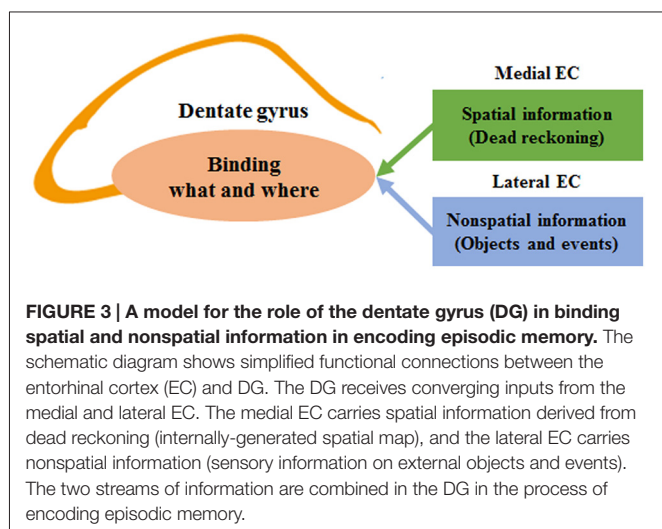 Medial EC
Dentate gyrus
Spatial information
(Dead reckoning)
Binding
what and where
Lateral EC
Nonspatial information
(Objects and events)
FIGURE 3 | A model for the role of the dentate gyrus (DG) in binding
spatial and nonspatial information in encoding episodic memory. The
schematic diagram shows simplified functional connections between the
entorhinal cortex (EC) and DG. The DG receives converging inputs from the
medial and lateral EC. The medial EC carries spatial information derived from
dead reckoning (internally-generated spatial map), and the lateral EC carries
nonspatial information (sensory information on external objects and events).
The two streams of information are combined in the DG in the process of
encoding episodic memory.